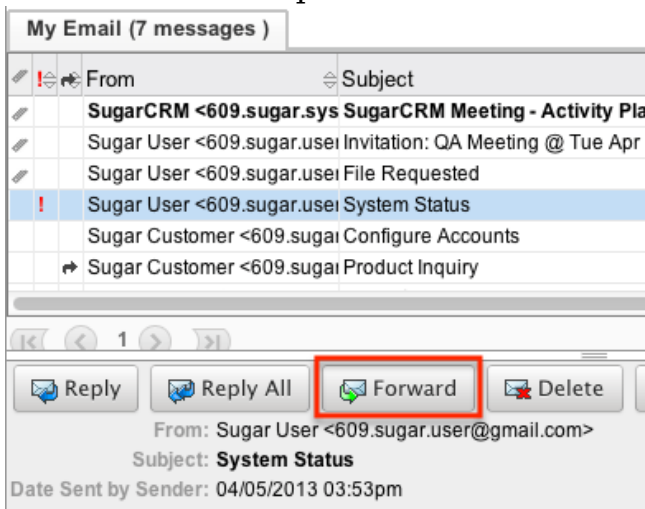 My Email (7 messages )
! From Subject
SugarCRM <609.sugar.sys SugarCRM Meeting - Activity Pla
Sugar User <609.sugar.user Invitation: QA Meeting @ Tue Apr
Sugar User <609.sugar.user File Requested
! Sugar User <609.sugar.user System Status
Sugar Customer <609.sugar Configure Accounts
Sugar Customer <609.sugar Product Inquiry
1
Reply Reply All Forward Delete
From: Sugar User <609.sugar.user@gmail.com>
Subject: System Status
Date Sent by Sender: 04/05/2013 03:53pm